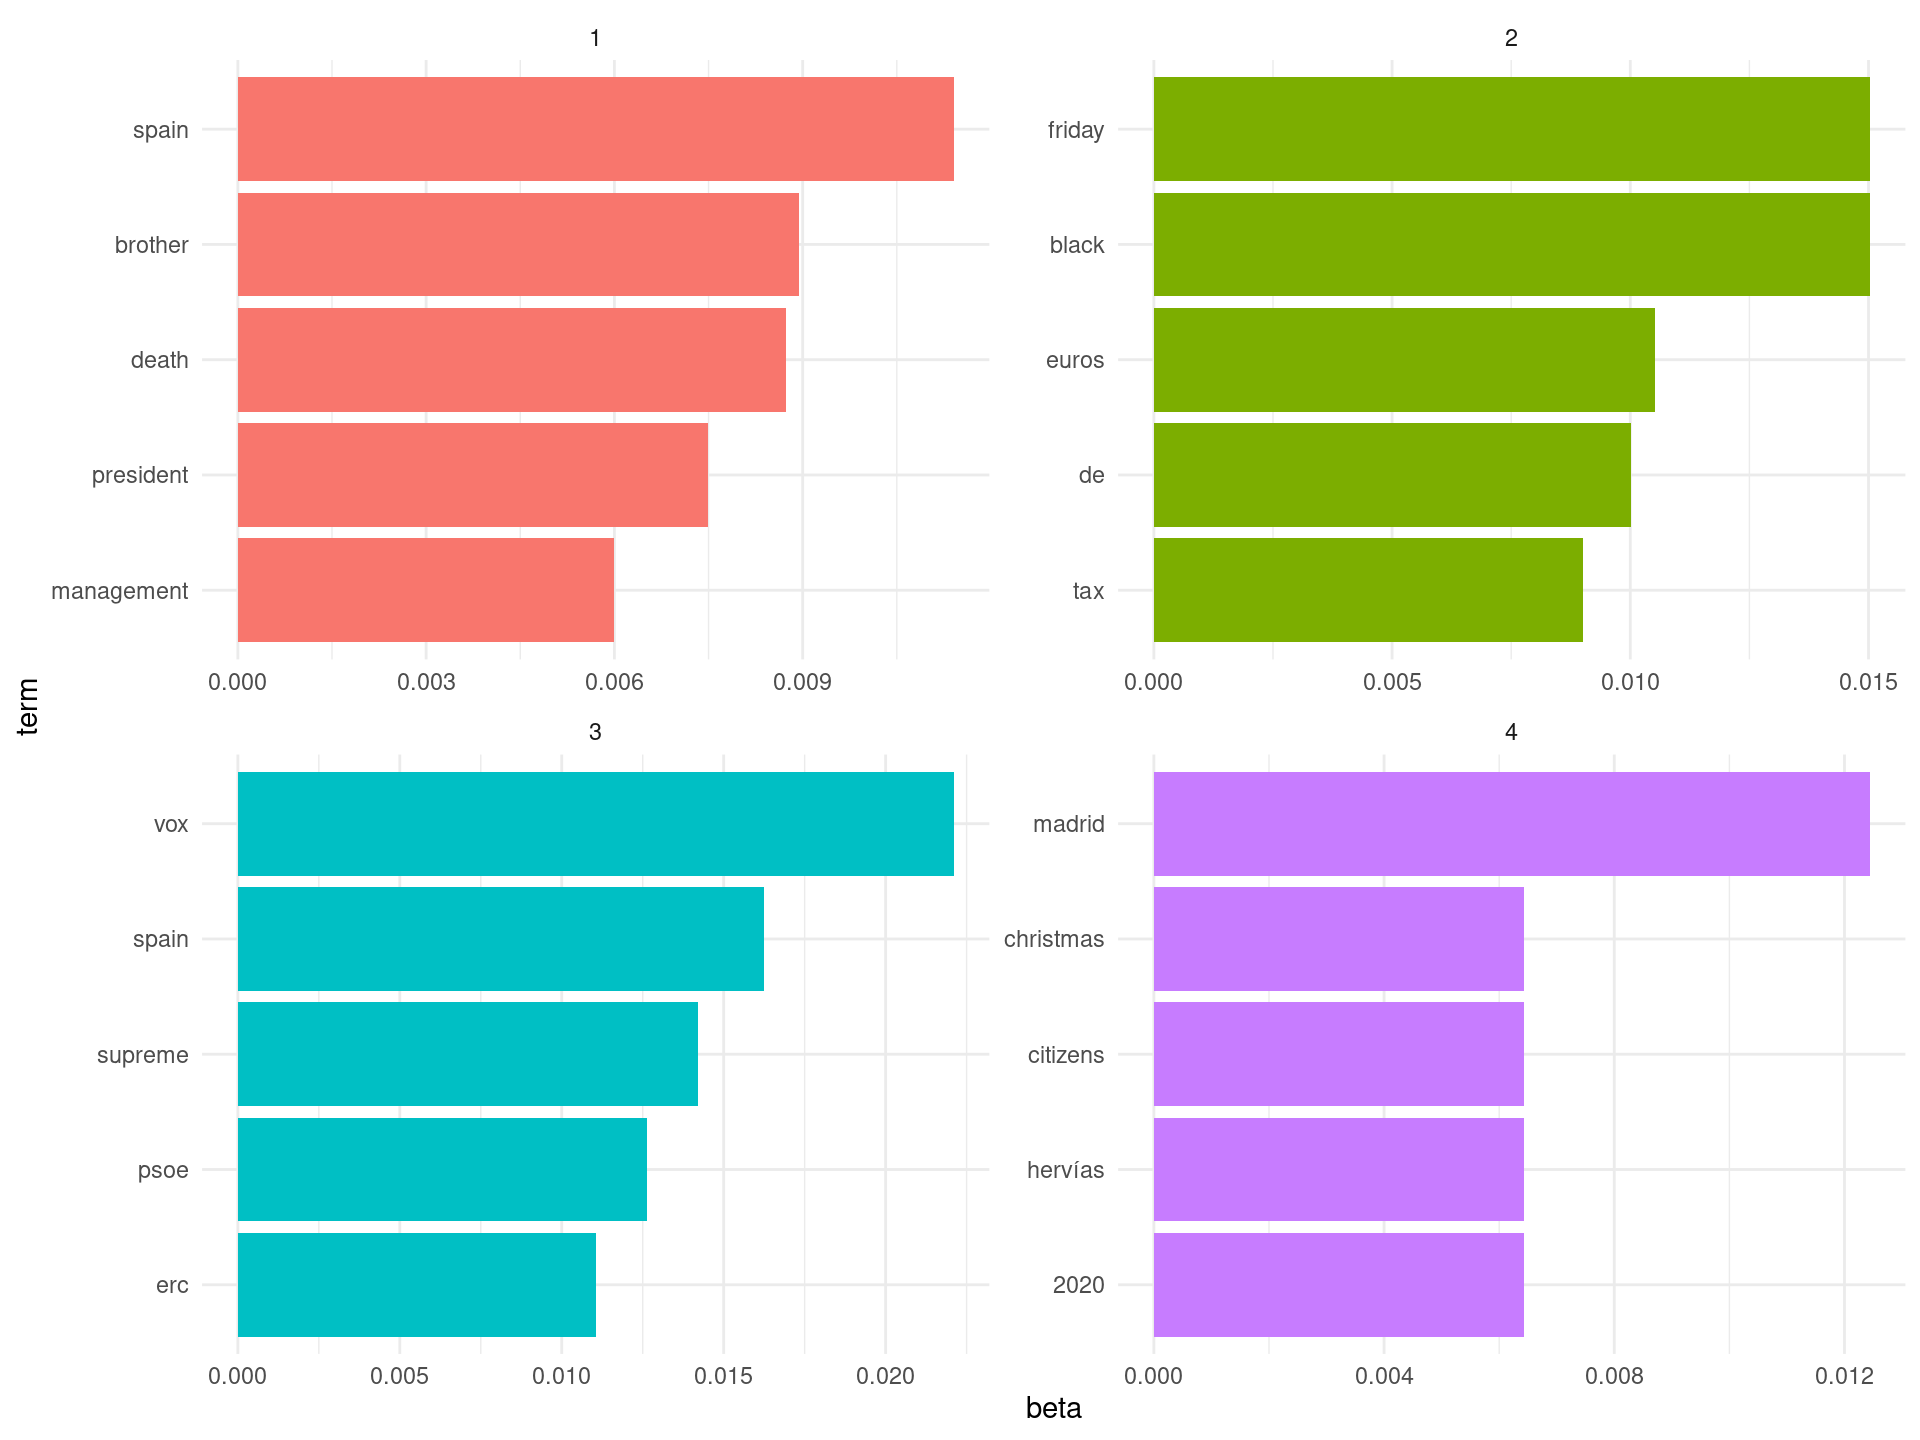 1
spain
brother
death
president
management
0.000 0.003 0.006 0.009
2
friday
black
euros
de
tax
0.000 0.005 0.010 0.015
term
3
vox
spain
supreme
psoe
erc
0.000 0.005 0.010 0.015 0.020
4
madrid
christmas
citizens
hervías
2020
0.000 0.004 0.008 0.012
beta